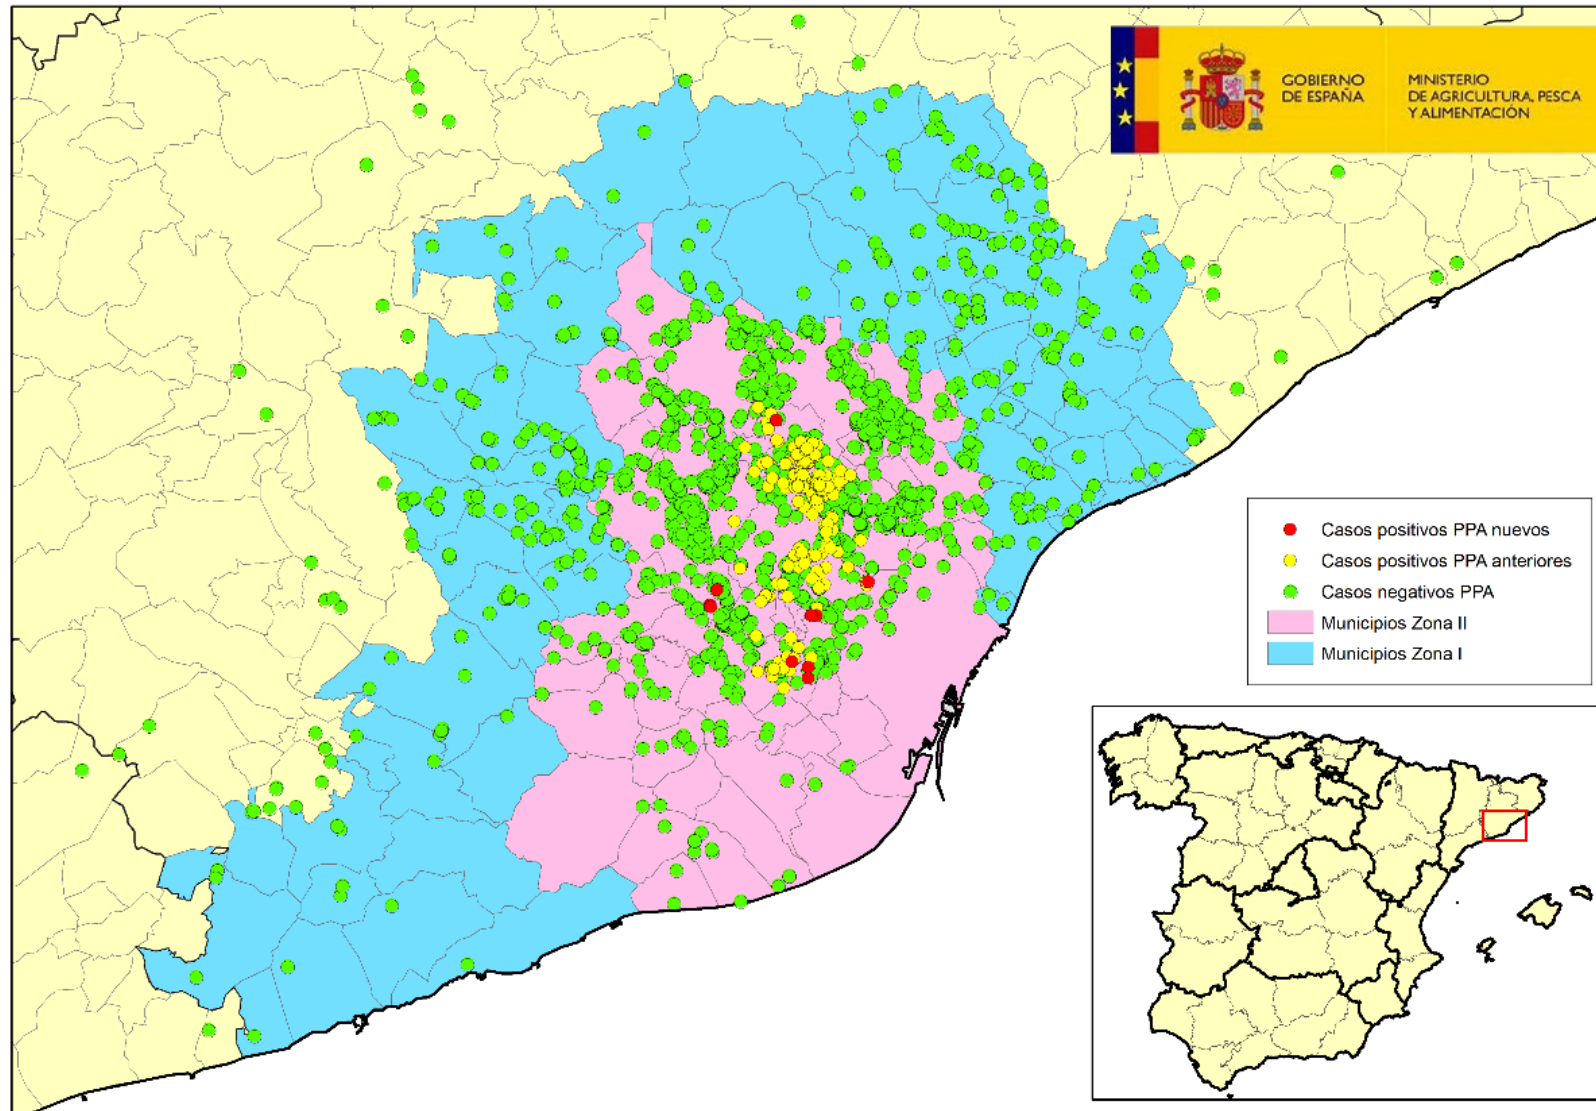 GOBIERNO
DE ESPAÑA
MINISTERIO
DE AGRICULTURA, PESCA
Y ALIMENTACIÓN
Casos positivos PPA nuevos
Casos positivos PPA anteriores
Casos negativos PPA
Municipios Zona II
Municipios Zona I